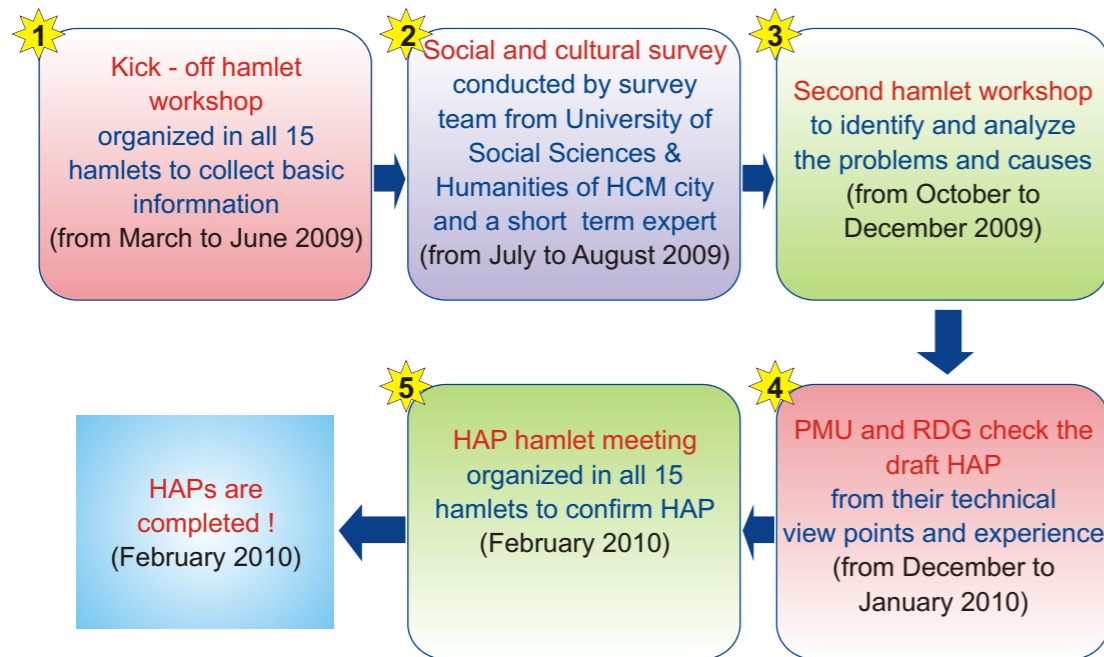 1
Kick - off hamlet
workshop
organized in all 15
hamlets to collect basic
informnation
(from March to June 2009)
2
Social and cultural survey
conducted by survey
team from University of
Social Sciences &
Humanities of HCM city
and a short term expert
(from July to August 2009)
3
Second hamlet workshop
to identify and analyze
the problems and causes
(from October to
December 2009)
4
PMU and RDG check the
draft HAP
from their technical
view points and experience
(from December to
January 2010)
5
HAP hamlet meeting
organized in all 15
hamlets to confirm HAP
(February 2010)
HAPs are
completed !
(February 2010)